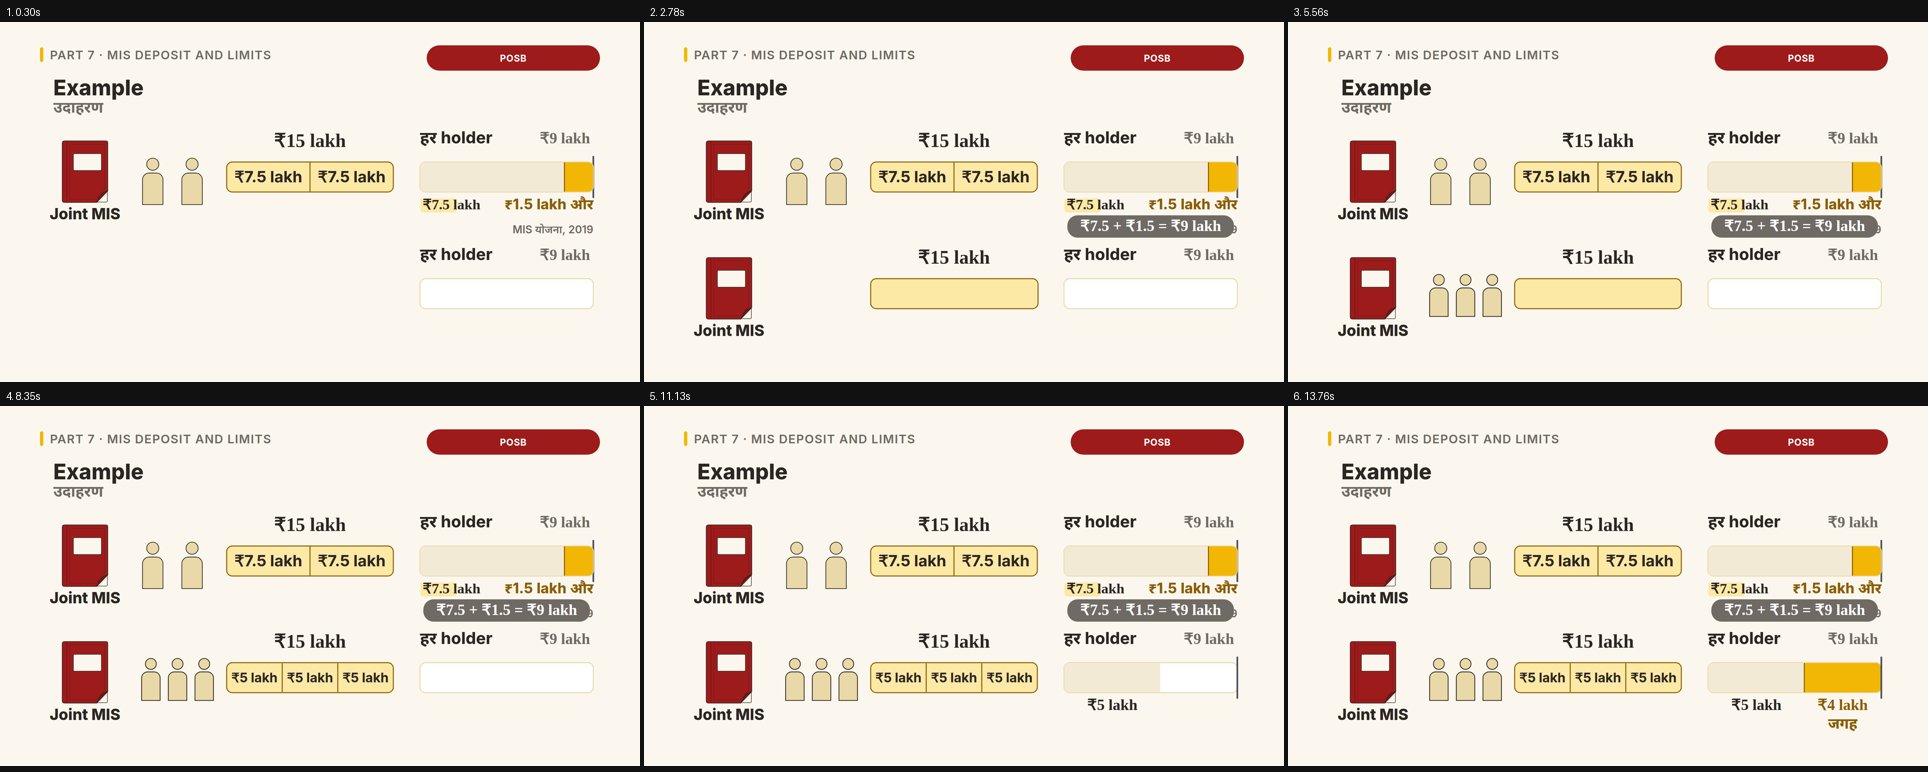 1. 0.30s
PART 7 · MIS DEPOSIT AND LIMITS
POSB
Example
उदाहरण
₹15 lakh
हर holder ₹9 lakh
₹7.5 lakh ₹7.5 lakh
Joint MIS
₹7.5 lakh ₹1.5 lakh और
MIS योजना, 2019
हर holder ₹9 lakh
2. 2.78s
PART 7 · MIS DEPOSIT AND LIMITS
POSB
Example
उदाहरण
₹15 lakh
हर holder ₹9 lakh
₹7.5 lakh ₹7.5 lakh
Joint MIS
₹7.5 lakh ₹1.5 lakh और
₹7.5 + ₹1.5 = ₹9 lakh
₹15 lakh
हर holder ₹9 lakh
Joint MIS
3. 5.56s
PART 7 · MIS DEPOSIT AND LIMITS
POSB
Example
उदाहरण
₹15 lakh
हर holder ₹9 lakh
₹7.5 lakh ₹7.5 lakh
Joint MIS
₹7.5 lakh ₹1.5 lakh और
₹7.5 + ₹1.5 = ₹9 lakh
₹15 lakh
हर holder ₹9 lakh
Joint MIS
4. 8.35s
PART 7 · MIS DEPOSIT AND LIMITS
POSB
Example
उदाहरण
₹15 lakh
हर holder ₹9 lakh
₹7.5 lakh ₹7.5 lakh
Joint MIS
₹7.5 lakh ₹1.5 lakh और
₹7.5 + ₹1.5 = ₹9 lakh
₹15 lakh
हर holder ₹9 lakh
₹5 lakh ₹5 lakh ₹5 lakh
Joint MIS
5. 11.13s
PART 7 · MIS DEPOSIT AND LIMITS
POSB
Example
उदाहरण
₹15 lakh
हर holder ₹9 lakh
₹7.5 lakh ₹7.5 lakh
Joint MIS
₹7.5 lakh ₹1.5 lakh और
₹7.5 + ₹1.5 = ₹9 lakh
₹15 lakh
हर holder ₹9 lakh
₹5 lakh ₹5 lakh ₹5 lakh
Joint MIS
₹5 lakh
6. 13.76s
PART 7 · MIS DEPOSIT AND LIMITS
POSB
Example
उदाहरण
₹15 lakh
हर holder ₹9 lakh
₹7.5 lakh ₹7.5 lakh
Joint MIS
₹7.5 lakh ₹1.5 lakh और
₹7.5 + ₹1.5 = ₹9 lakh
₹15 lakh
हर holder ₹9 lakh
₹5 lakh ₹5 lakh ₹5 lakh
Joint MIS
₹5 lakh ₹4 lakh
जगह